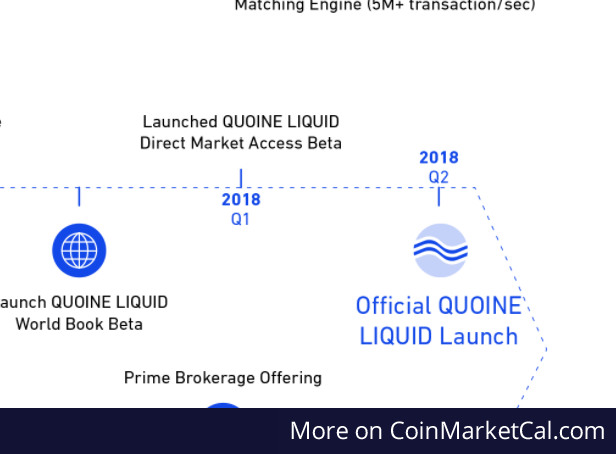 Matching Engine (5M+ transaction/sec)
Launched QUOINE LIQUID
Direct Market Access Beta
2018
Q2
2018
Q1
aunch QUOINE LIQUID
World Book Beta
Official QUOINE
LIQUID Launch
Prime Brokerage Offering
More on CoinMarketCal.com